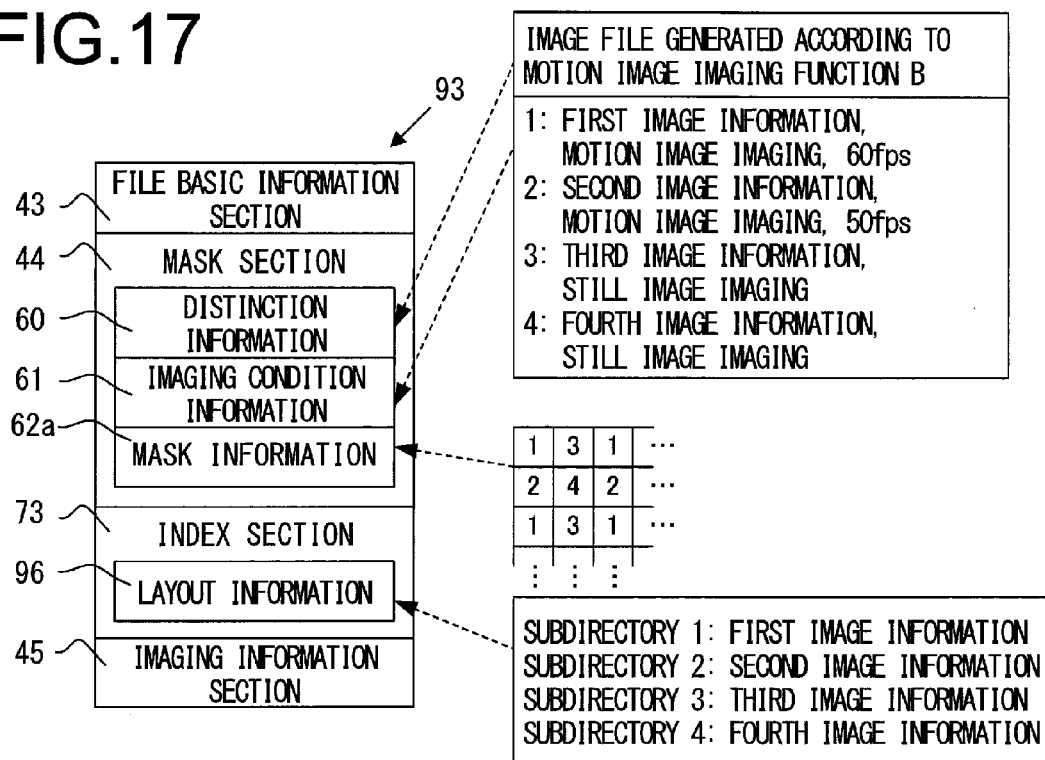 FIG.17
93
43
FILE BASIC INFORMATION
SECTION
44
MASK SECTION
60
DISTINCTION
INFORMATION
61
IMAGING CONDITION
INFORMATION
62a
MASK INFORMATION
73
INDEX SECTION
96
LAYOUT INFORMATION
45
IMAGING INFORMATION
SECTION
IMAGE FILE GENERATED ACCORDING TO
MOTION IMAGE IMAGING FUNCTION B
1: FIRST IMAGE INFORMATION,
MOTION IMAGE IMAGING, 60fps
2: SECOND IMAGE INFORMATION,
MOTION IMAGE IMAGING, 50fps
3: THIRD IMAGE INFORMATION,
STILL IMAGE IMAGING
4: FOURTH IMAGE INFORMATION,
STILL IMAGE IMAGING
1 3 1 ...
2 4 2 ...
1 3 1 ...
⋮ ⋮ ⋮
SUBDIRECTORY 1: FIRST IMAGE INFORMATION
SUBDIRECTORY 2: SECOND IMAGE INFORMATION
SUBDIRECTORY 3: THIRD IMAGE INFORMATION
SUBDIRECTORY 4: FOURTH IMAGE INFORMATION